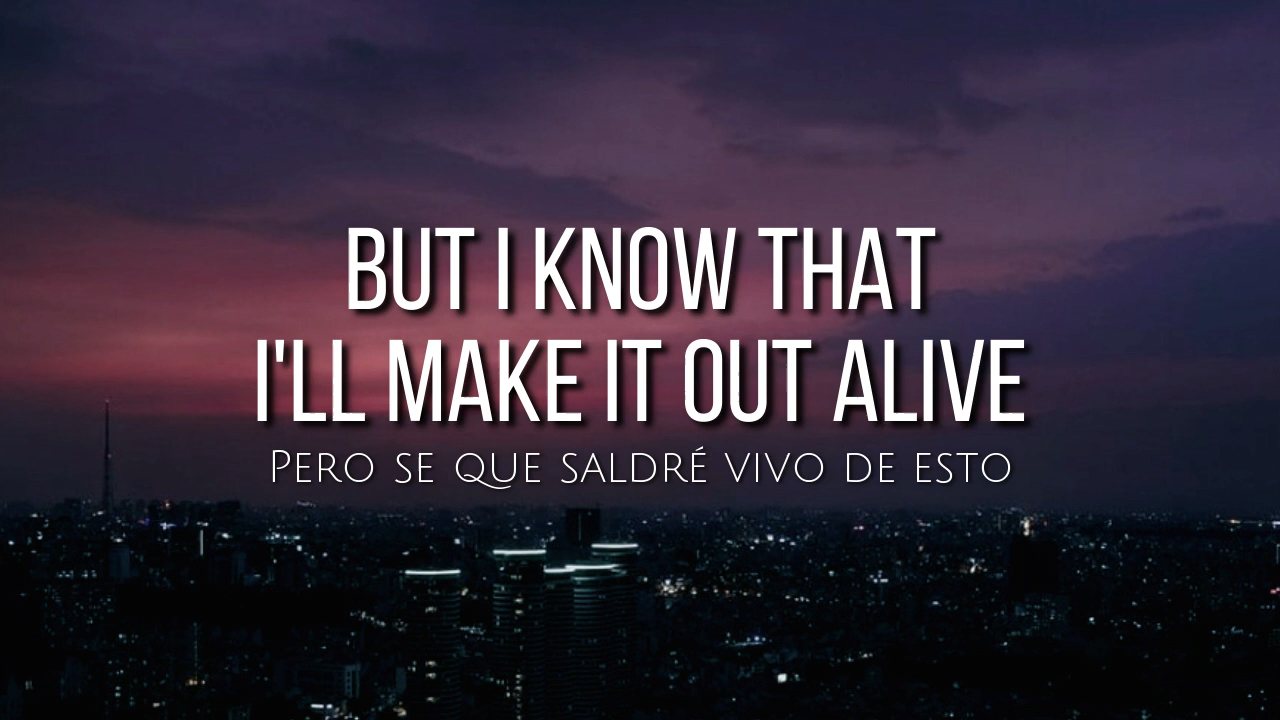 BUT I KNOW THAT
I'LL MAKE IT OUT ALIVE
PERO SE QUE SALDRÉ VIVO DE ESTO